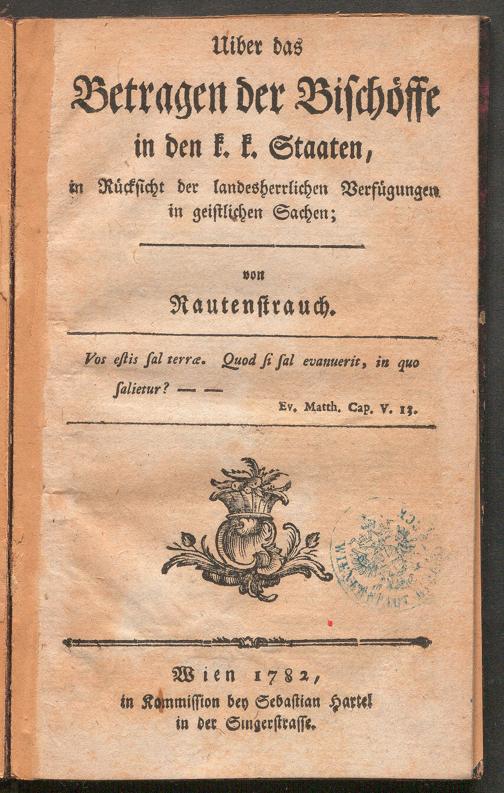 Uiber das
Betragen der Bischöffe
in den k. k. Staaten,
in Rücksicht der landesherrlichen Verfügungen
in geistlichen Sachen;
von
Rautenstrauch.
Vos estis sal terræ. Quod si sal evanuerit, in quo
salietur? — —
Ev. Matth. Cap. V. 13.
Wien 1782,
in Kommission bey Sebastian Hartel
in der Singerstrasse.